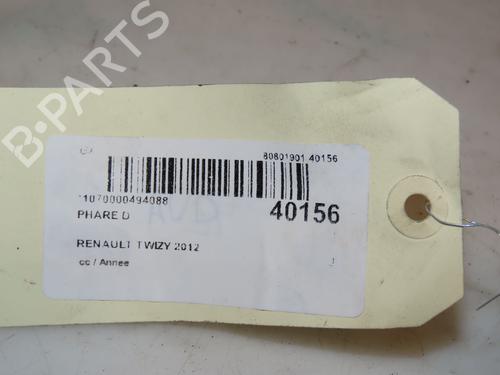 B-PARTS
80801901 40156
1070000494088
40156
PHARE D
RENAULT TWIZY 2012
cc / Annee